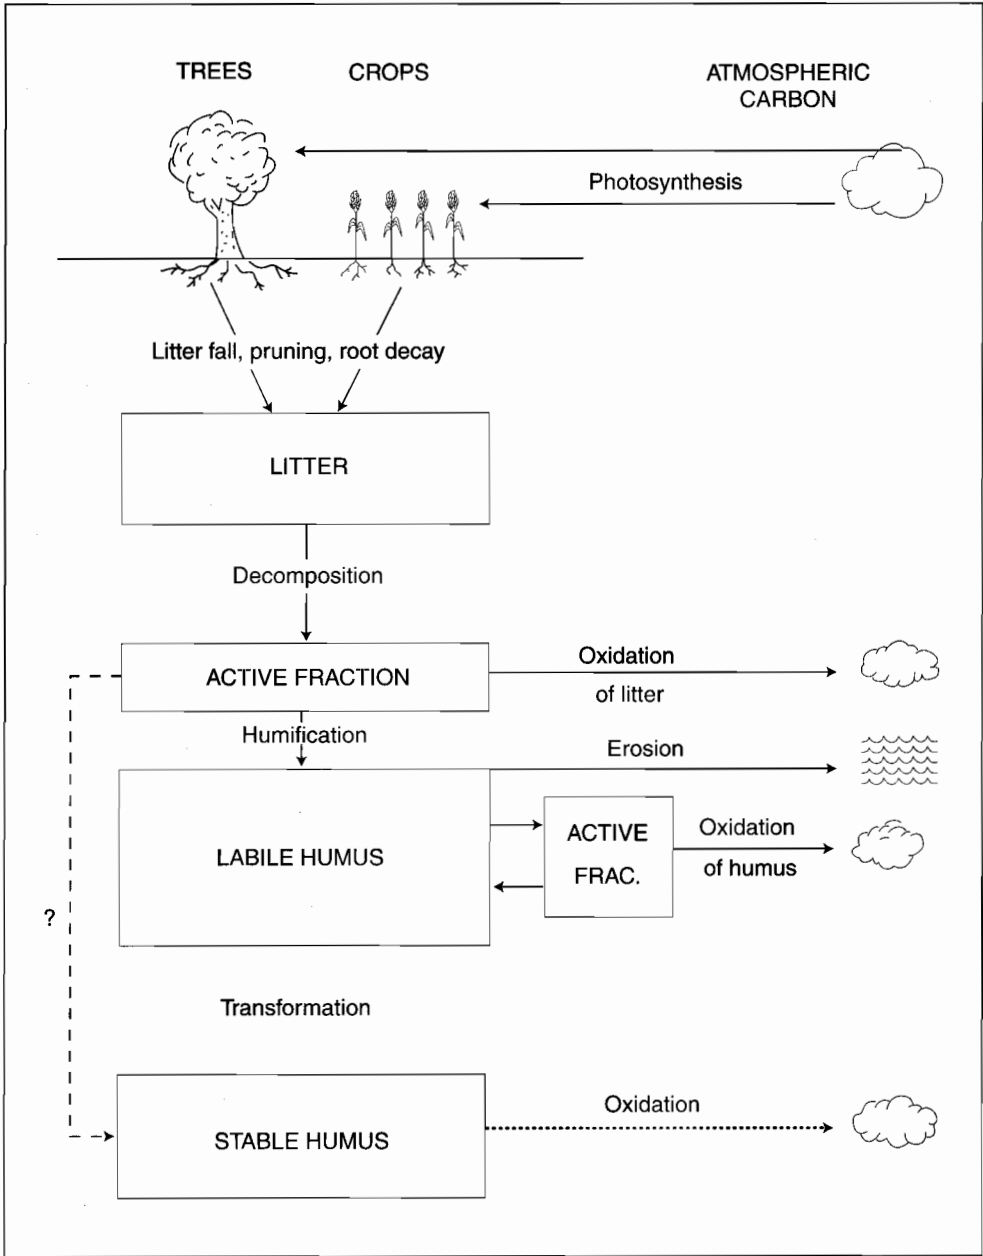 TREES
CROPS
ATMOSPHERIC
CARBON
Photosynthesis
Litter fall, pruning, root decay
LITTER
Decomposition
ACTIVE FRACTION
Oxidation
of litter
Humification
Erosion
LABILE HUMUS
ACTIVE
FRAC.
Oxidation
of humus
?
Transformation
STABLE HUMUS
Oxidation